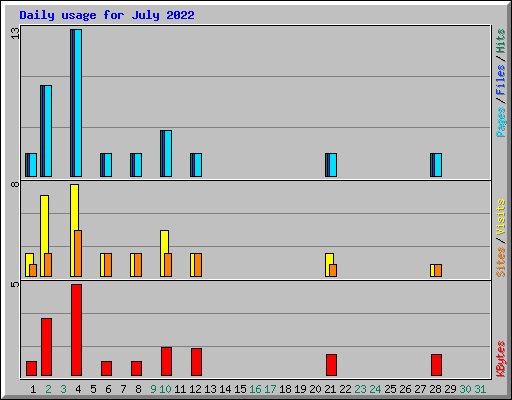 Daily usage for July 2022
13
Pages/Files/Hits
8
Sites/Visits
5
KBytes
1 2 3 4 5 6 7 8 9 10 11 12 13 14 15 16 17 18 19 20 21 22 23 24 25 26 27 28 29 30 31